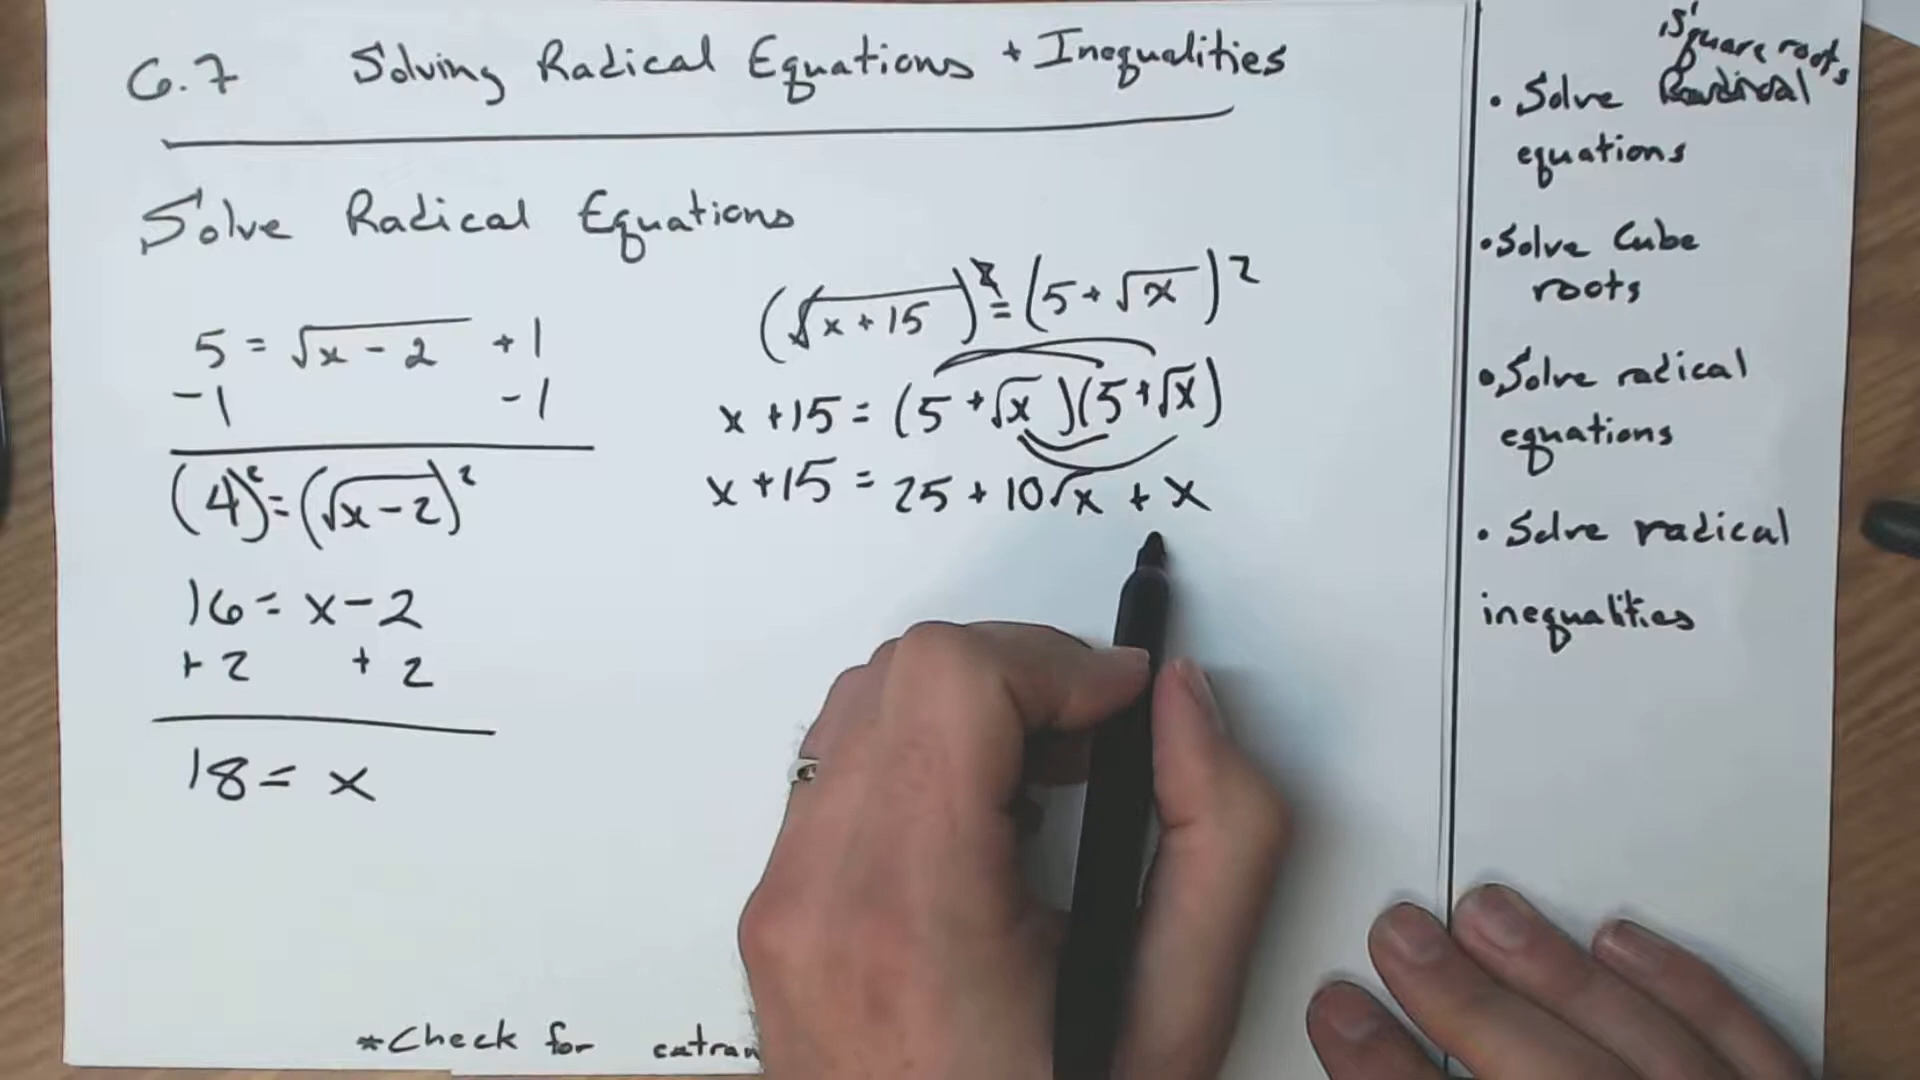 6.7 Solving Radical Equations + Inequalities
Solve Radical Equations
5 = √x - 2 + 1
-1 -1
(4)² = (√x-2)²
16 = x - 2
+2 +2
18 = x
(√x + 15)² = (5 + √x)²
x + 15 = (5 + √x)(5 + √x)
x + 15 = 25 + 10√x + x
*Check for
Square roots
• Solve Radical
equations
• Solve Cube
roots
• Solve radical
equations
• Solve radical
inequalities